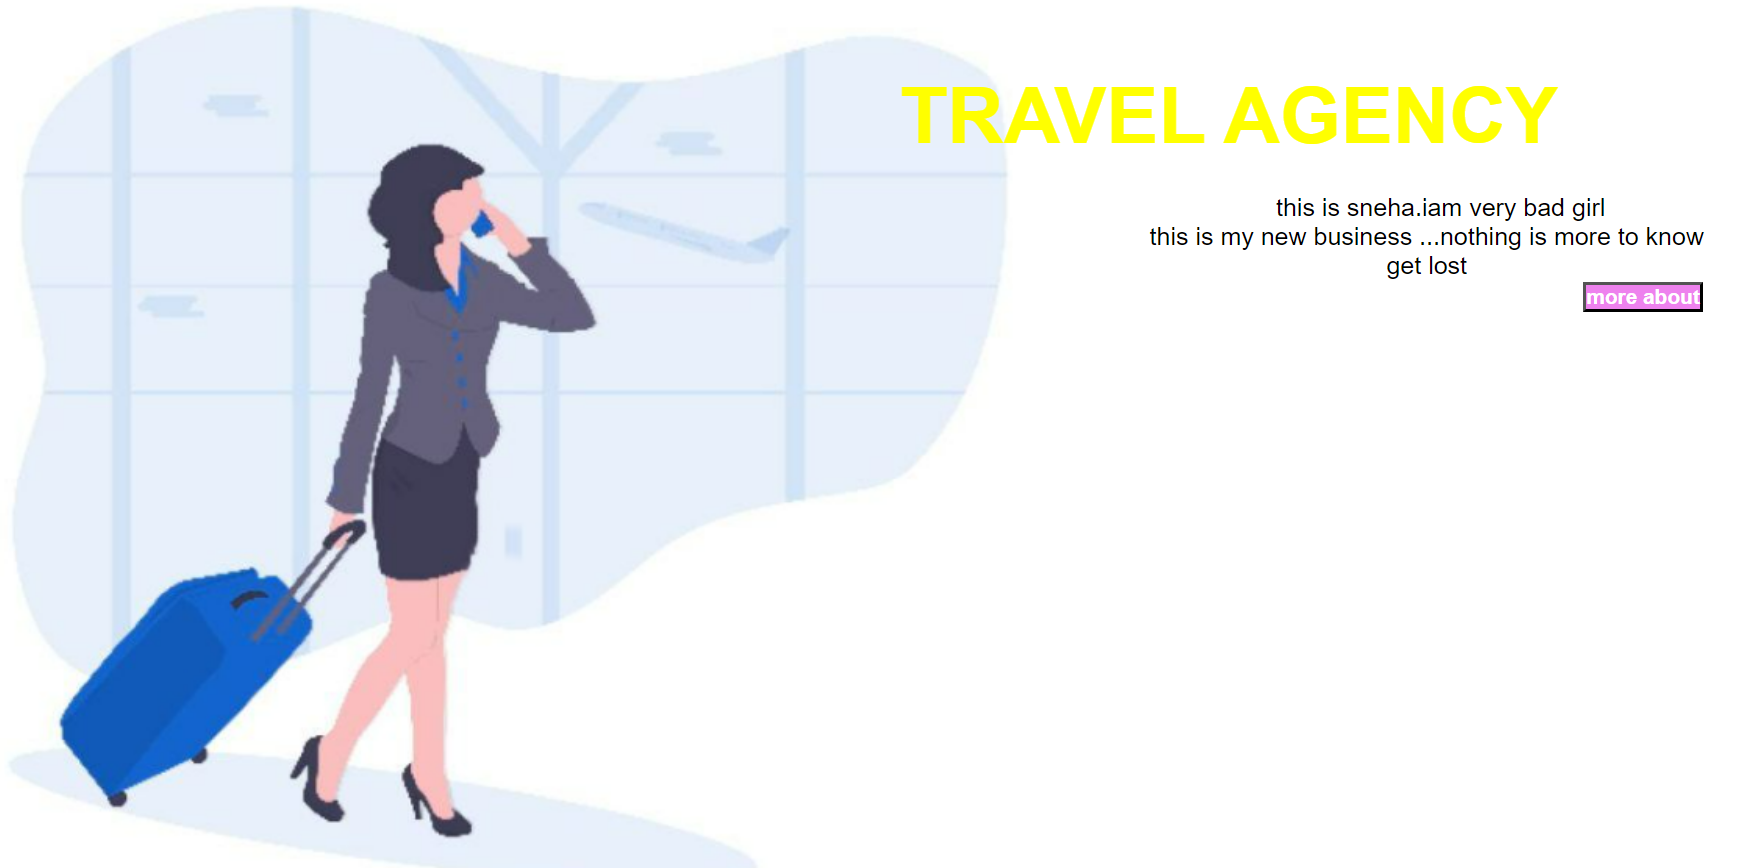 TRAVEL AGENCY
this is sneha.iam very bad girl
this is my new business ...nothing is more to know
get lost
more about